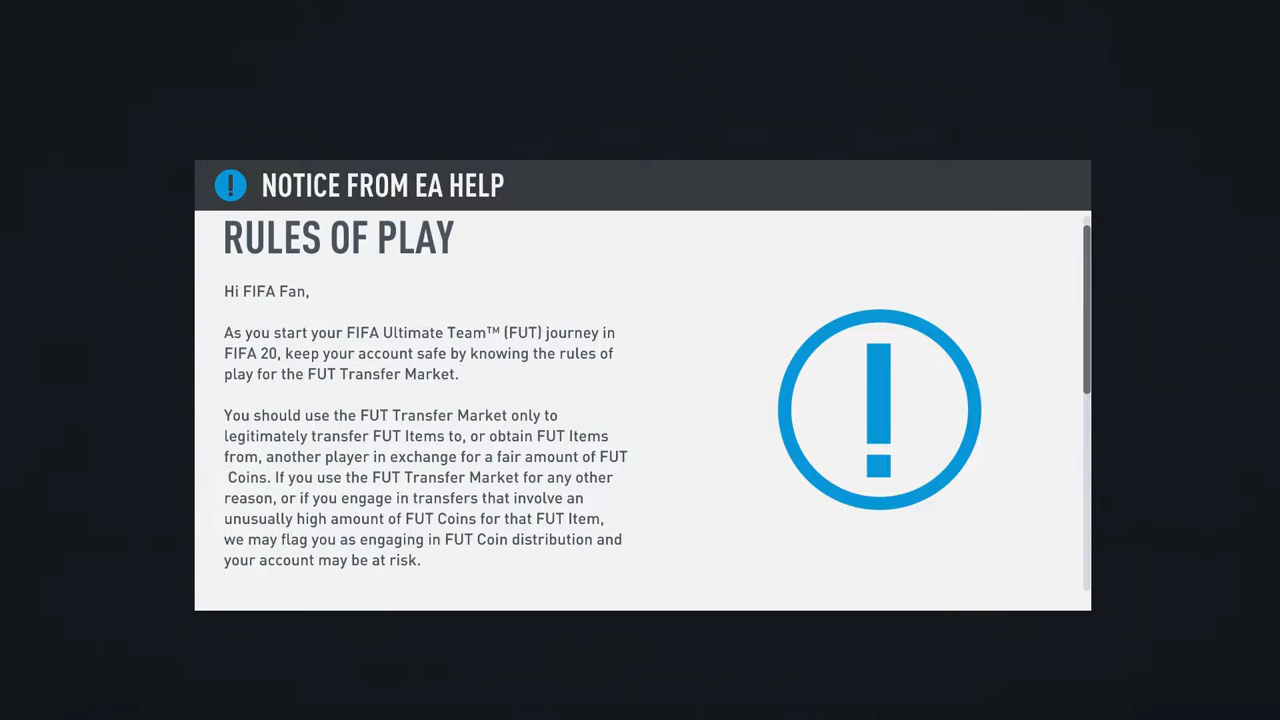 NOTICE FROM EA HELP
RULES OF PLAY
Hi FIFA Fan,
As you start your FIFA Ultimate Team™ (FUT) journey in
FIFA 20, keep your account safe by knowing the rules of
play for the FUT Transfer Market.
You should use the FUT Transfer Market only to
legitimately transfer FUT Items to, or obtain FUT Items
from, another player in exchange for a fair amount of FUT
Coins. If you use the FUT Transfer Market for any other
reason, or if you engage in transfers that involve an
unusually high amount of FUT Coins for that FUT Item,
we may flag you as engaging in FUT Coin distribution and
your account may be at risk.